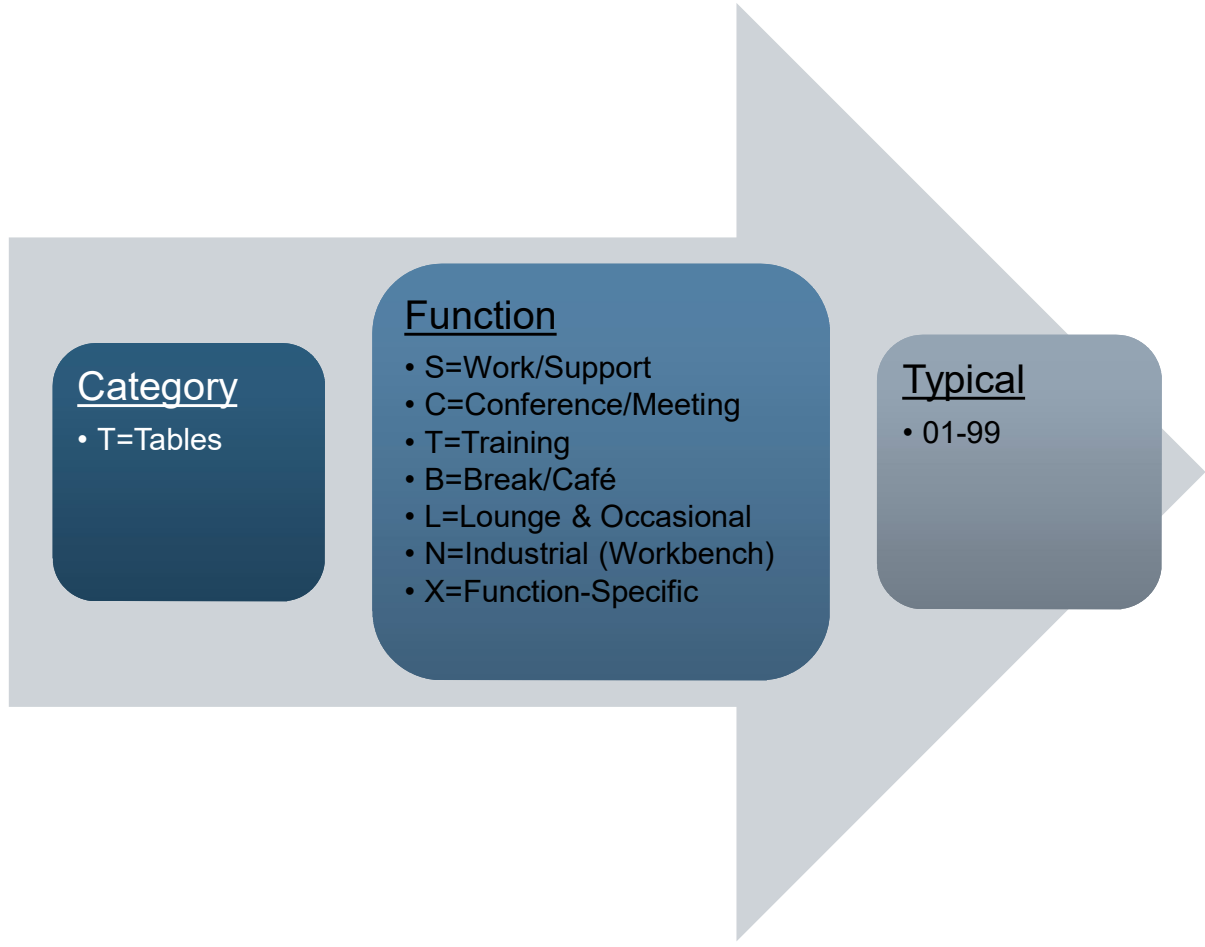 Category
• T=Tables
Function
• S=Work/Support
• C=Conference/Meeting
• T=Training
• B=Break/Café
• L=Lounge & Occasional
• N=Industrial (Workbench)
• X=Function-Specific
Typical
• 01-99